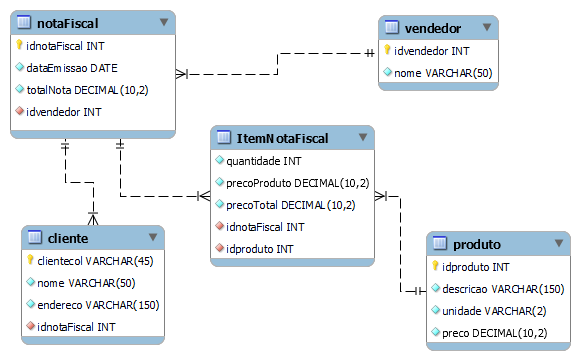 notaFiscal
idnotaFiscal INT
dataEmissao DATE
totalNota DECIMAL(10,2)
idvendedor INT
vendedor
idvendedor INT
nome VARCHAR(50)
ItemNotaFiscal
quantidade INT
precoProduto DECIMAL(10,2)
precoTotal DECIMAL(10,2)
idnotaFiscal INT
idproduto INT
cliente
clientecol VARCHAR(45)
nome VARCHAR(50)
endereco VARCHAR(150)
idnotaFiscal INT
produto
idproduto INT
descricao VARCHAR(150)
unidade VARCHAR(2)
preco DECIMAL(10,2)